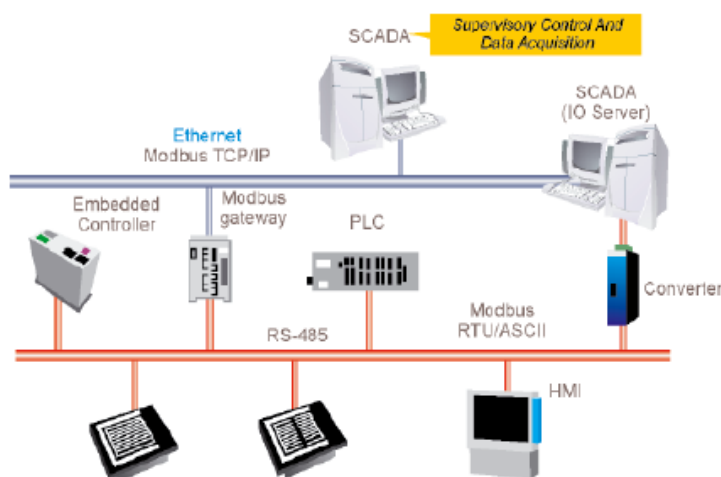 SCADA
Supervisory Control And
Data Acquisition
SCADA
(IO Server)
Ethernet
Modbus TCP/IP
Embedded
Controller
Modbus
gateway
PLC
Converter
Modbus
RTU/ASCII
RS-485
HMI